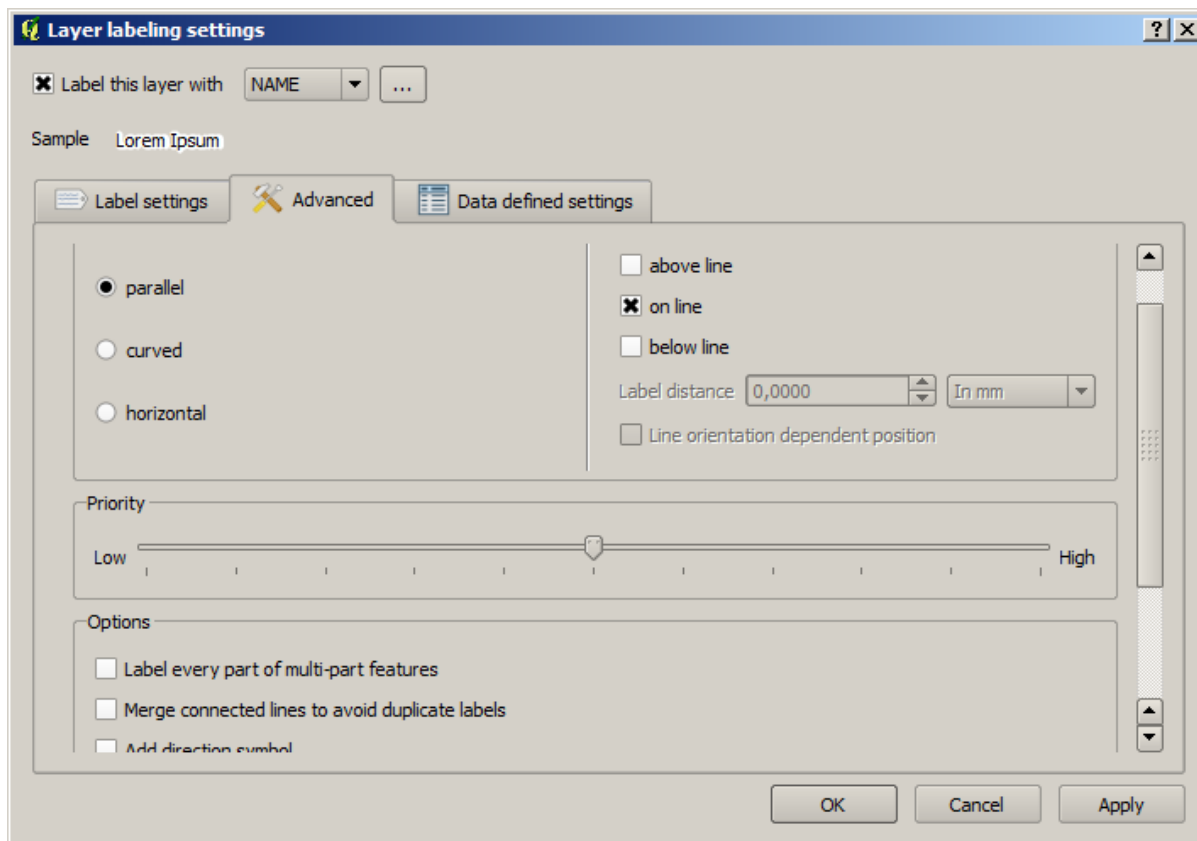 Layer labeling settings
Label this layer with NAME ...
Sample Lorem Ipsum
Label settings Advanced Data defined settings
parallel
curved
horizontal
above line
on line
below line
Label distance 0,0000 In mm
Line orientation dependent position
Priority
Low High
Options
Label every part of multi-part features
Merge connected lines to avoid duplicate labels
Add direction symbol
OK Cancel Apply